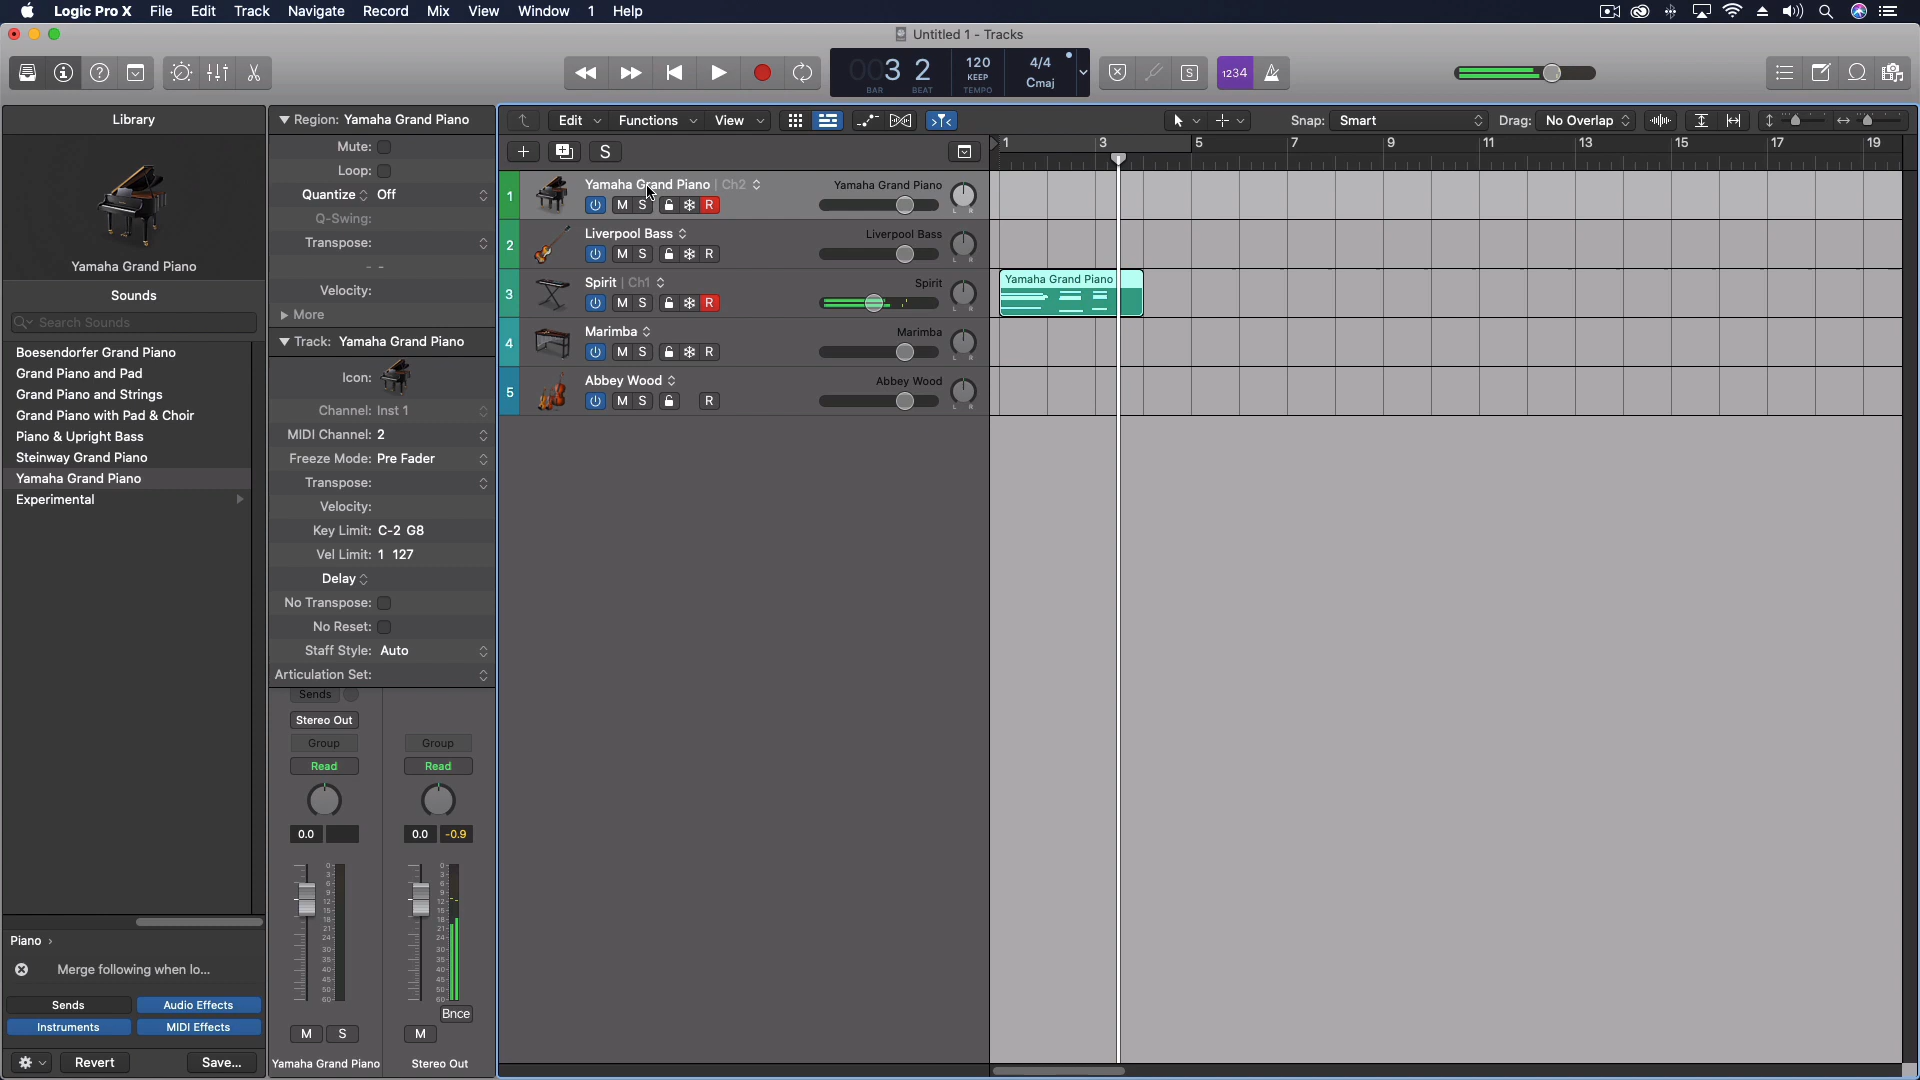 Logic Pro X File Edit Track Navigate Record Mix View Window 1 Help
Untitled 1 - Tracks
003 2 120 4/4
KEEP Cmaj
BAR BEAT TEMPO
1234
S
Library
Yamaha Grand Piano
Sounds
Search Sounds
Boesendorfer Grand Piano
Grand Piano and Pad
Grand Piano and Strings
Grand Piano with Pad & Choir
Piano & Upright Bass
Steinway Grand Piano
Yamaha Grand Piano
Experimental
Piano
Merge following when lo...
Sends Audio Effects
Instruments MIDI Effects
Revert Save...
Region: Yamaha Grand Piano
Mute:
Loop:
Quantize Off
Q-Swing:
Transpose:
- -
Velocity:
More
Track: Yamaha Grand Piano
Icon:
Channel: Inst 1
MIDI Channel: 2
Freeze Mode: Pre Fader
Transpose:
Velocity:
Key Limit: C-2 G8
Vel Limit: 1 127
Delay
No Transpose:
No Reset:
Staff Style: Auto
Articulation Set:
Sends
Stereo Out
Group Group
Read Read
0.0 0.0 -0.9
Bnce
M S M
Yamaha Grand Piano Stereo Out
Edit Functions View Snap: Smart Drag: No Overlap
S
1 3 5 7 9 11 13 15 17 19
1 Yamaha Grand Piano | Ch2 Yamaha Grand Piano
M S R L R
2 Liverpool Bass Liverpool Bass
M S R L R
3 Spirit | Ch1 Spirit
M S R L R
Yamaha Grand Piano
4 Marimba Marimba
M S R L R
5 Abbey Wood Abbey Wood
M S R L R